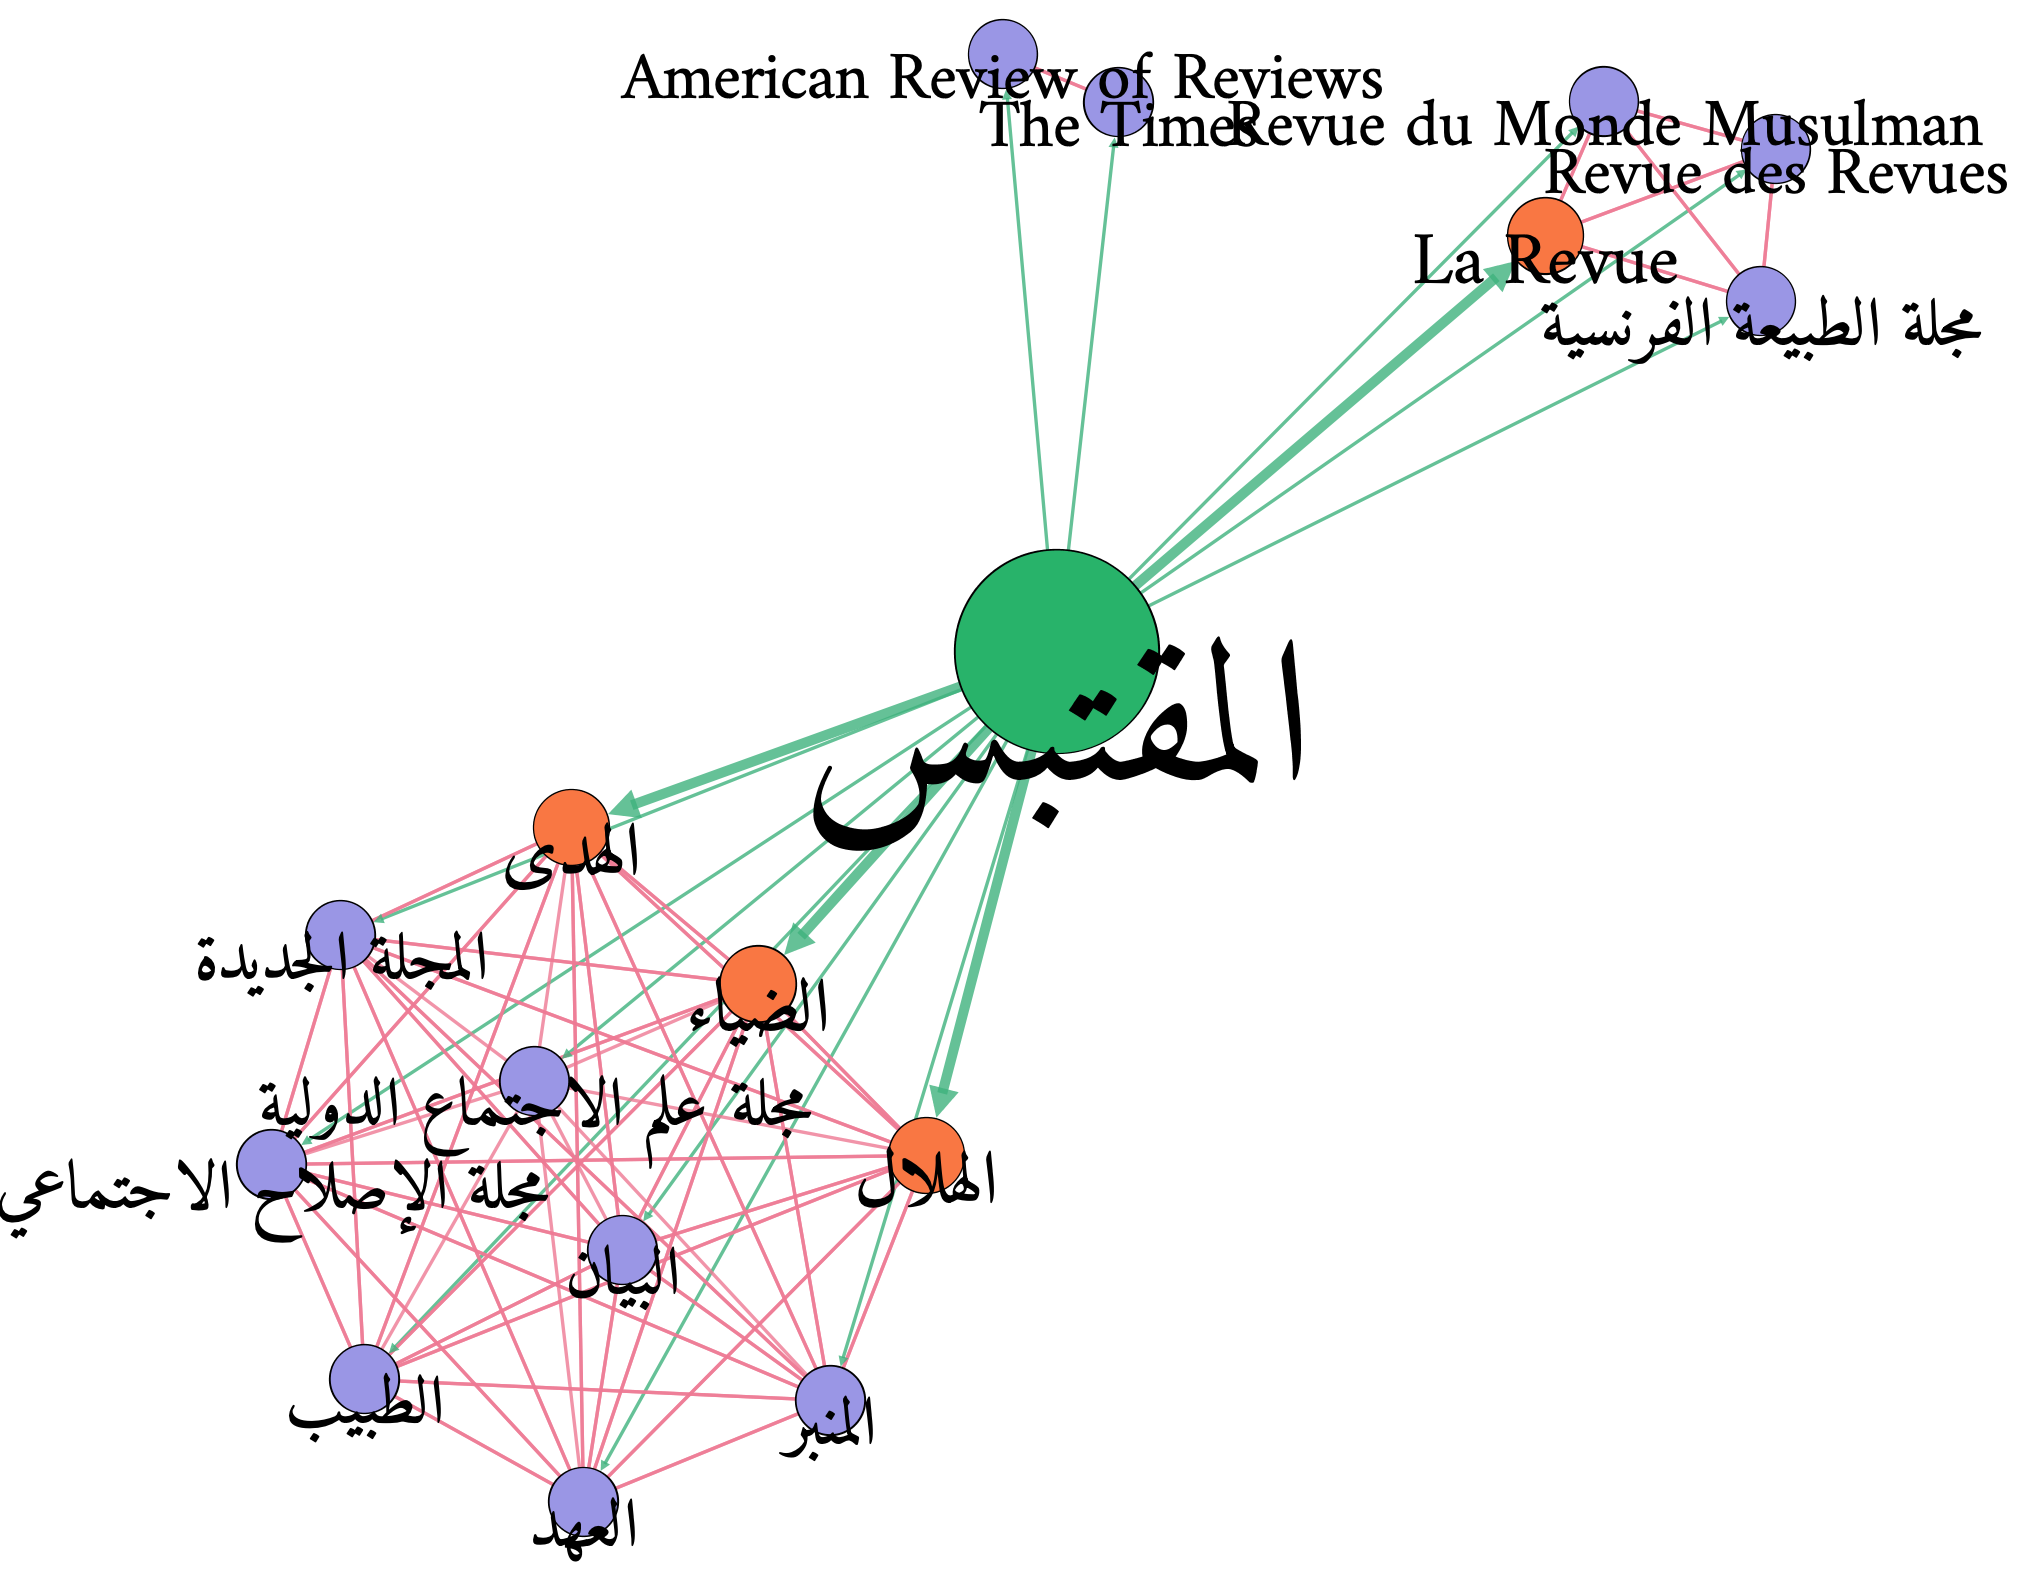 American Review of Reviews
The Times
Revue du Monde Musulman
Revue des Revues
La Revue
مجلة الطبيعة الفرنسية
المقتبس
الهدى
المجلة الجديدة
الضياء
مجلة علم الاجتماع الدولية
مجلة الإصلاح الاجتماعي
الهلال
البيان
الطبيب
المنبر
العهد